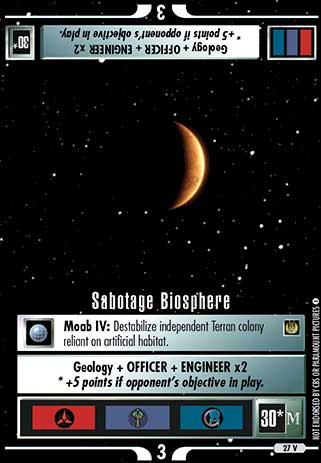 3
Geology + OFFICER + ENGINEER x2
* +5 points if opponent's objective in play.
30*
Sabotage Biosphere
Moab IV: Destabilize independent Terran colony
reliant on artificial habitat.
Geology + OFFICER + ENGINEER x2
* +5 points if opponent's objective in play.
30* M
27 V
3
NOT ENDORSED BY CBS OR PARAMOUNT PICTURES